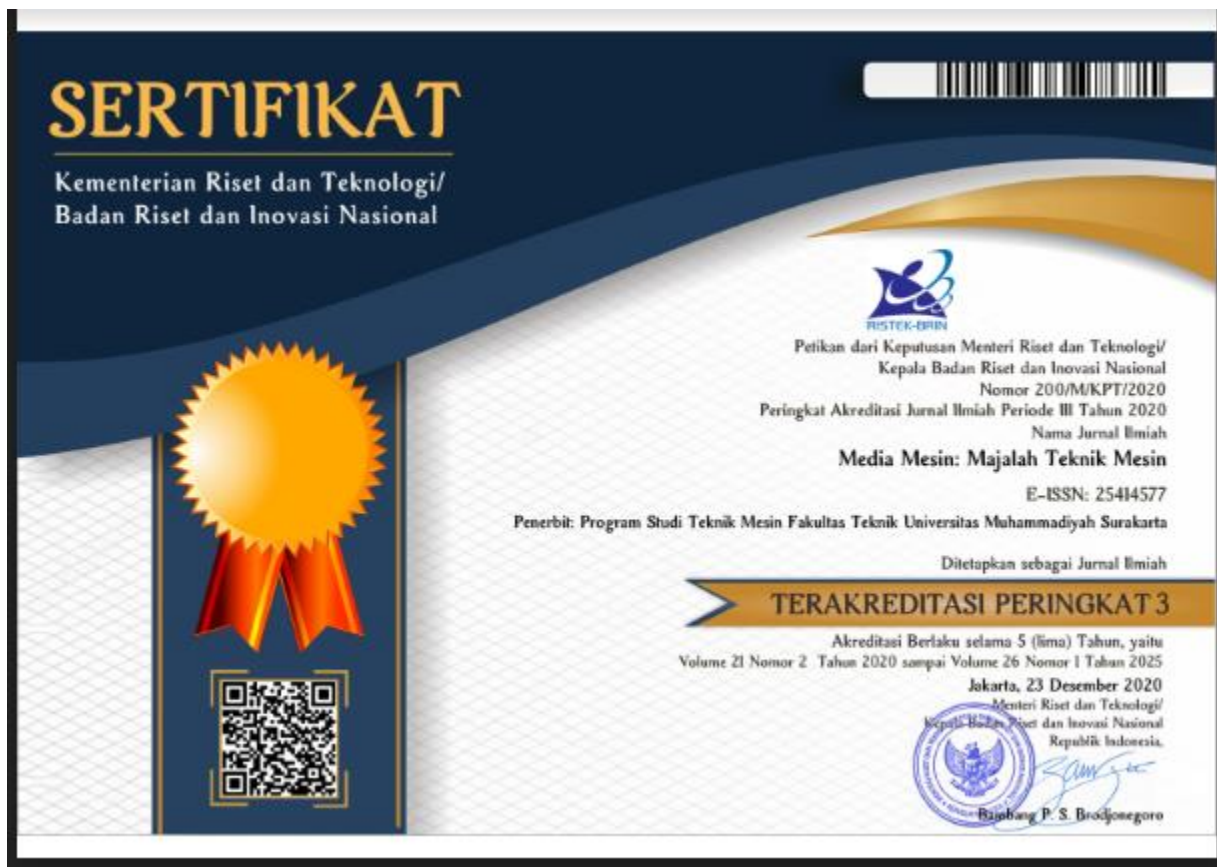 SERTIFIKAT
Kementerian Riset dan Teknologi/
Badan Riset dan Inovasi Nasional
RISTEK-BRIN
Petikan dari Keputusan Menteri Riset dan Teknologi/
Kepala Badan Riset dan Inovasi Nasional
Nomor 200/M/KPT/2020
Peringkat Akreditasi Jurnal Ilmiah Periode III Tahun 2020
Nama Jurnal Ilmiah
Media Mesin: Majalah Teknik Mesin
E-ISSN: 25414577
Penerbit: Program Studi Teknik Mesin Fakultas Teknik Universitas Muhammadiyah Surakarta
Ditetapkan sebagai Jurnal Ilmiah
TERAKREDITASI PERINGKAT 3
Akreditasi Berlaku selama 5 (lima) Tahun, yaitu
Volume 21 Nomor 2 Tahun 2020 sampai Volume 26 Nomor 1 Tahun 2025
Jakarta, 23 Desember 2020
Menteri Riset dan Teknologi/
Kepala Badan Riset dan Inovasi Nasional
Republik Indonesia,
Bambang P. S. Brodjonegoro